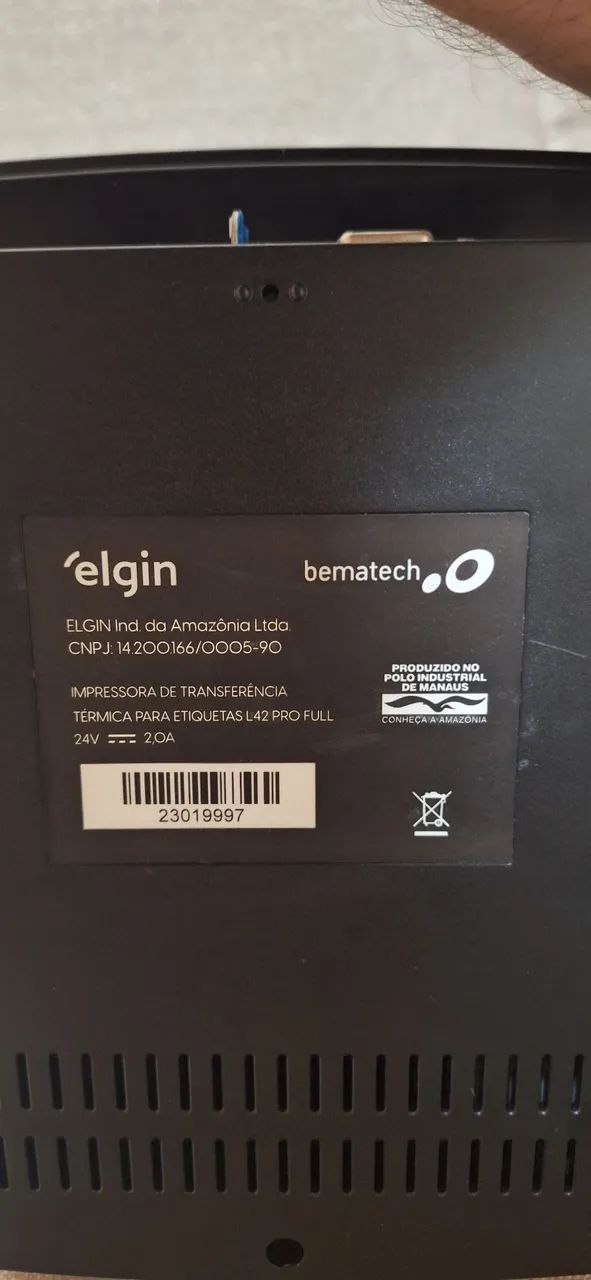 elgin
bematech
ELGIN Ind. da Amazônia Ltda.
CNPJ: 14.200.166/0005-90
IMPRESSORA DE TRANSFERÊNCIA
TÉRMICA PARA ETIQUETAS L42 PRO FULL
24V 2,0A
23019997
PRODUZIDO NO
POLO INDUSTRIAL
DE MANAUS
CONHEÇA A AMAZÔNIA